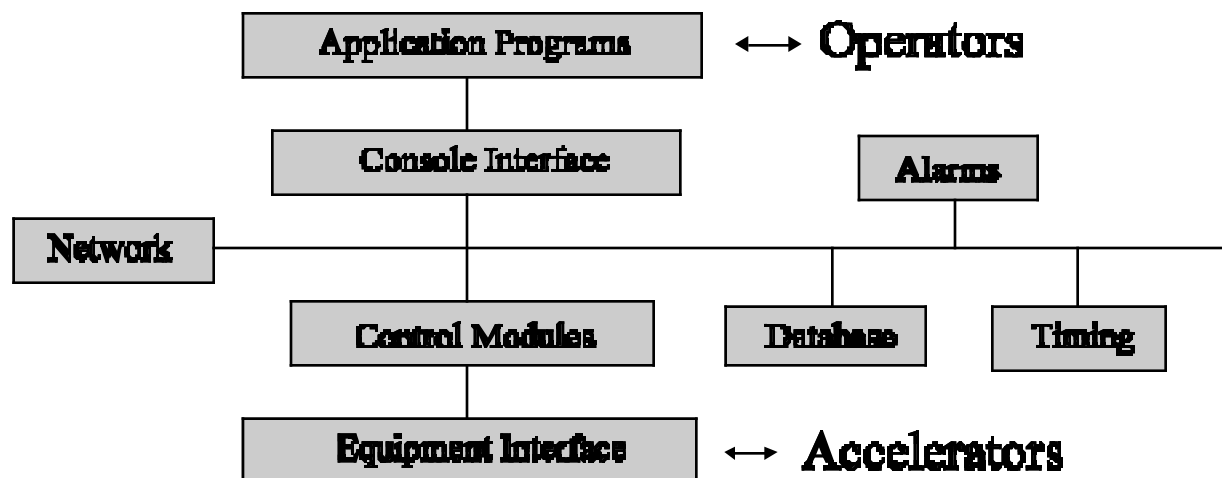 Application Programs
Operators
Console Interface
Alarms
Network
Control Modules
Database
Timing
Equipment Interface
Accelerators